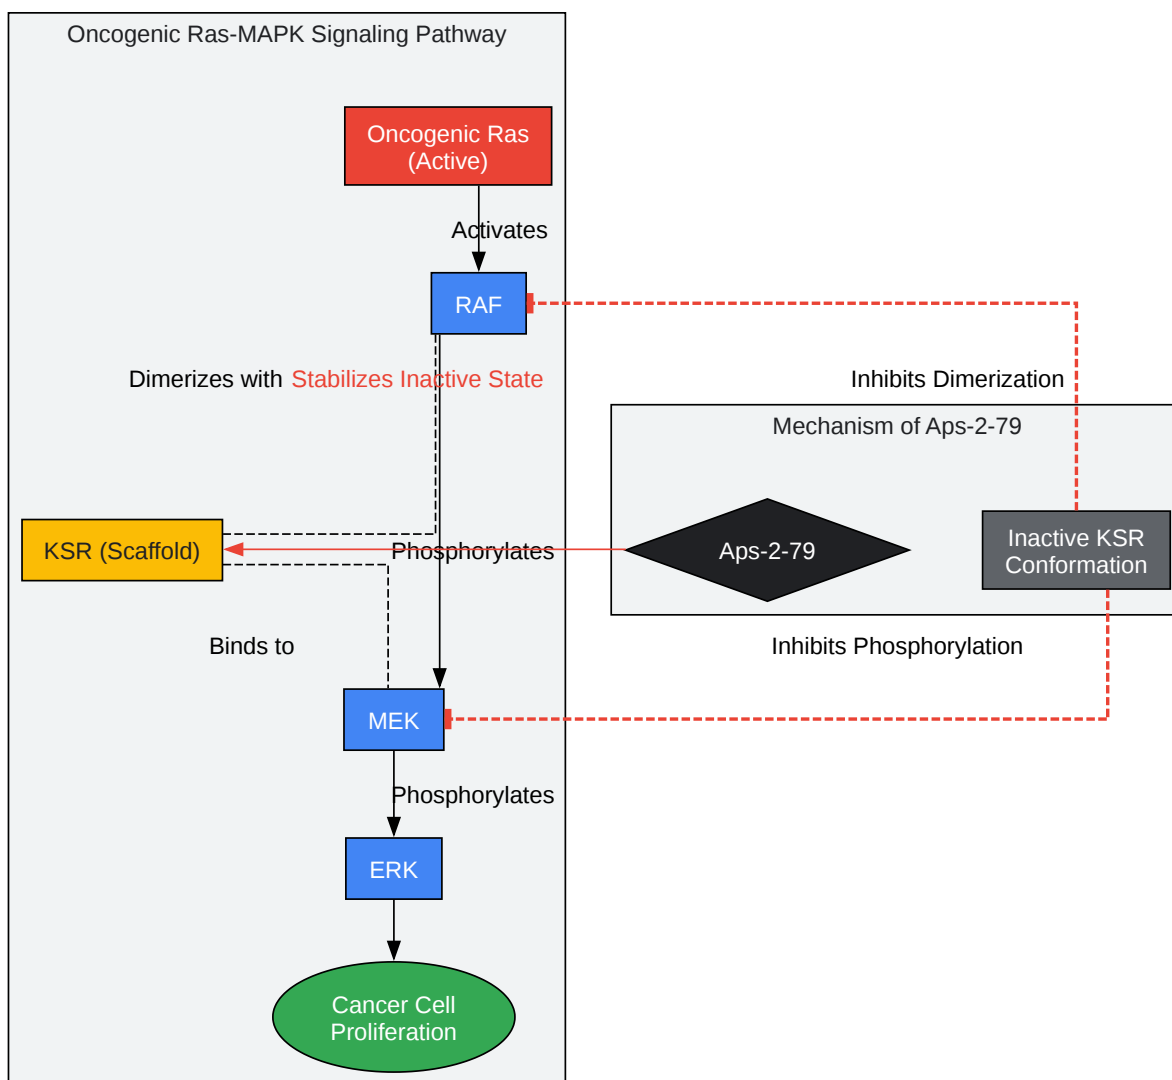 Oncogenic Ras-MAPK Signaling Pathway
Oncogenic Ras
(Active)
Activates
RAF
Dimerizes with
Stabilizes Inactive State
Inhibits Dimerization
Mechanism of Aps-2-79
KSR (Scaffold)
Phosphorylates
Aps-2-79
Inactive KSR
Conformation
Binds to
Inhibits Phosphorylation
MEK
Phosphorylates
ERK
Cancer Cell
Proliferation